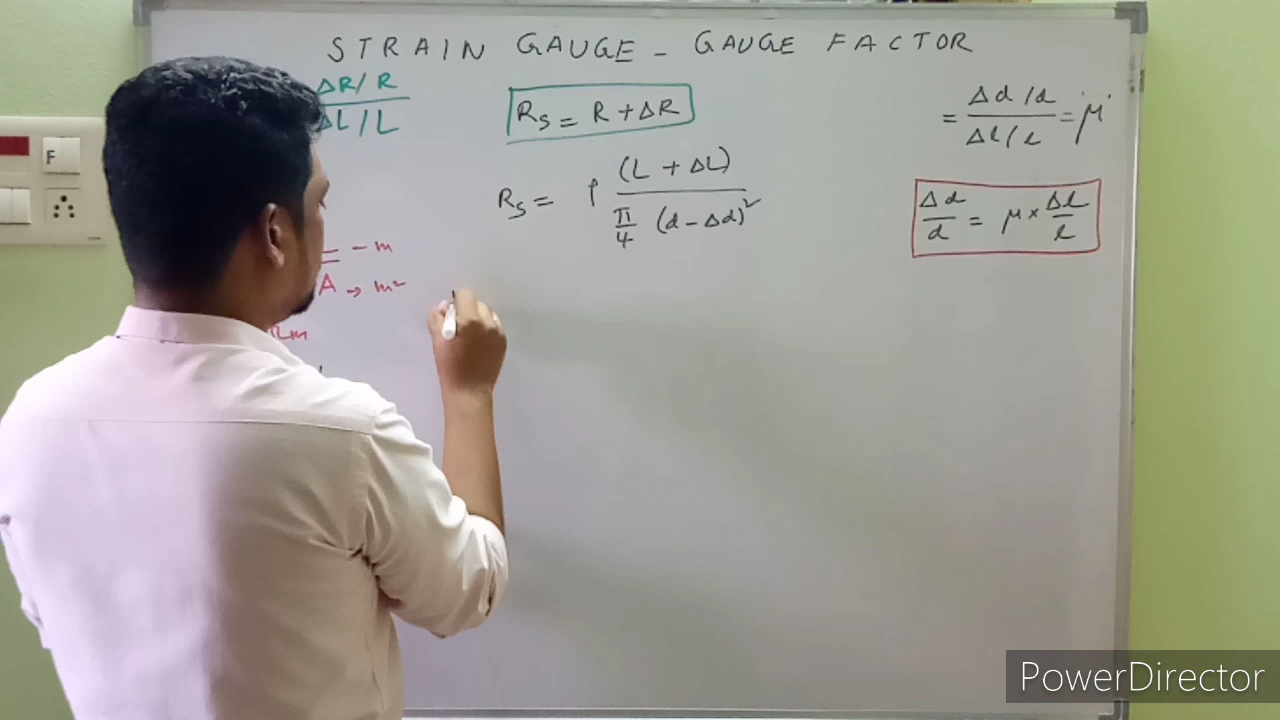 STRAIN GAUGE - GAUGE FACTOR
ΔR/R
ΔL/L
- m
A → m²
Ωm
Rs = R + ΔR
Rs = ρ (L + ΔL)
π/4 (d - Δd)²
= Δd/d / Δl/l = 'μ'
Δd/d = μ × Δl/l
F
PowerDirector